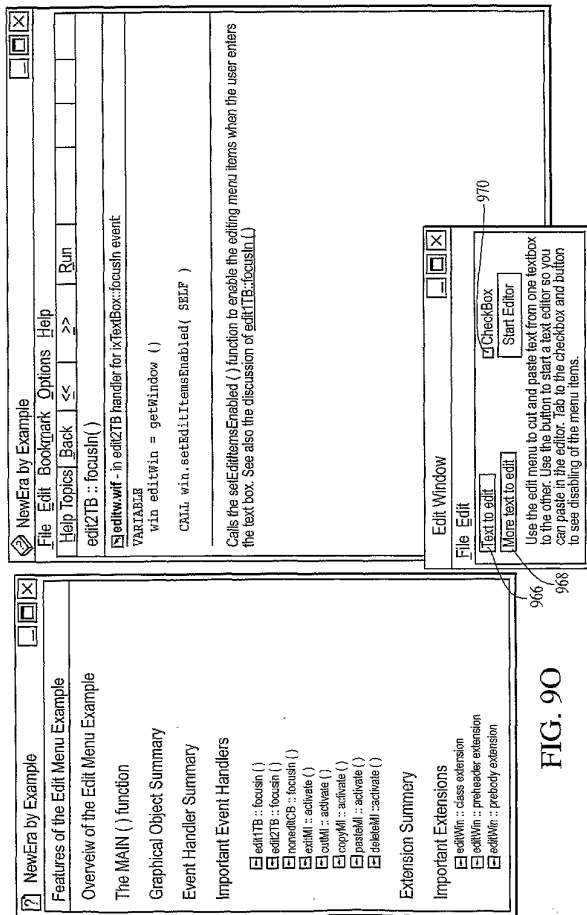 ? NewEra by Example
Features of the Edit Menu Example
Overveiw of the Edit Menu Example
The MAIN ( ) function
Graphical Object Summary
Event Handler Summary
Important Event Handlers
edit1TB :: focusin ( )
edit2TB :: focusin ( )
noneditCB :: focusin ( )
exitMI :: activate ( )
cutMI :: activate ( )
copyMI :: activate ( )
pasteMI :: activate ( )
deleteMI ::activate ( )
Extension Summery
Important Extensions
editWin :: class extension
editWin :: preheader extension
editWin :: prebody extension
NewEra by Example
File Edit Bookmark Options Help
Help Topics Back << >> Run
edit2TB :: focusIn( )
editw.wif - in edit2TB handler for ixTextBox::focusIn event
VARIABLE
win editWin = getWindow ()
CALL win.setEditItemsEnabled( SELF )
Calls the setEditItemsEnabled ( ) function to enable the editing menu items when the user enters
the text box. See also the discussion of edit1TB::focusIn ( )
Edit Window
File Edit
Text to edit
CheckBox
More text to edit
Start Editor
Use the edit menu to cut and paste text from one textbox
to the other. Use the button to start a text editor so you
can paste in the editor. Tab to the checkbox and button
to see disabling of the menu items.
966
968
970
FIG. 9O